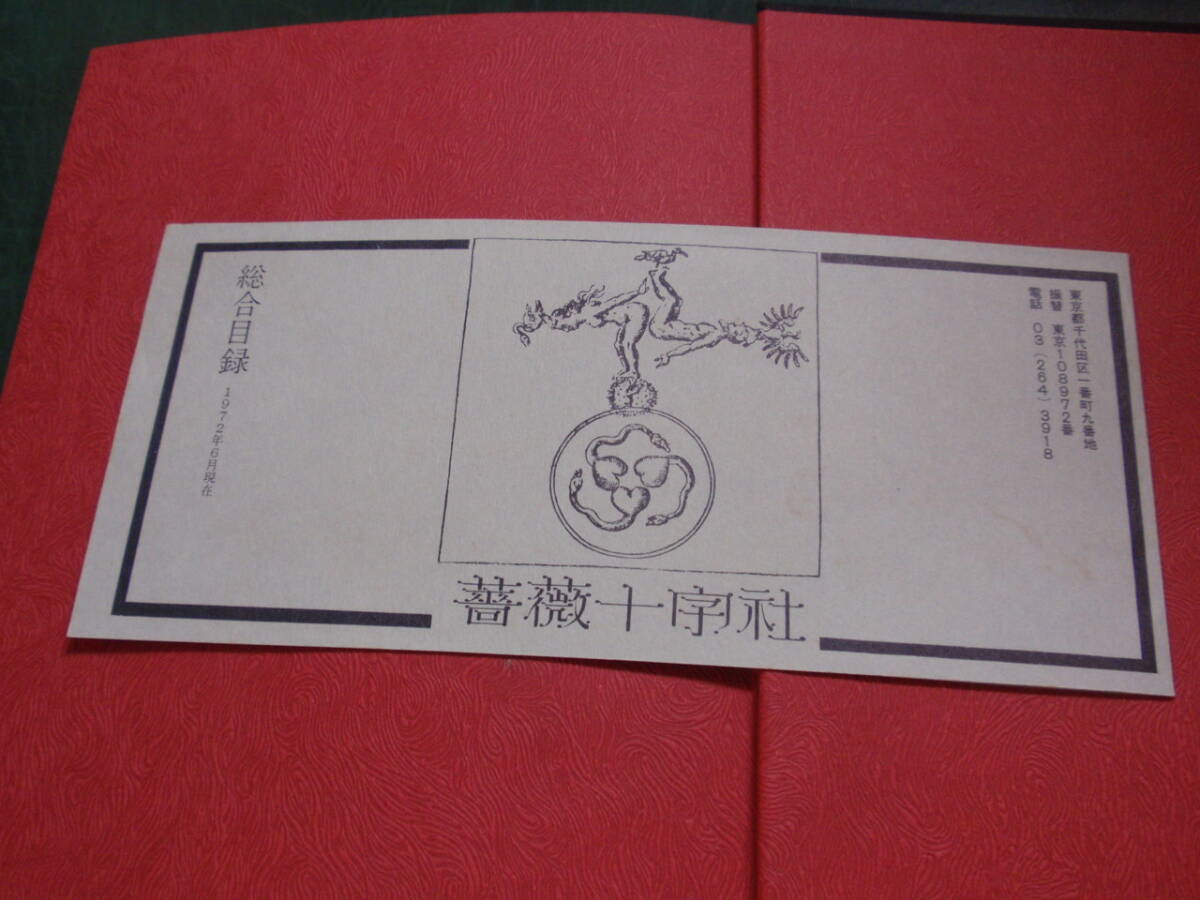 東京都千代田区一番町九番地
振替 東京108972番
電話 03(264)3918
総合目録
1972年6月現在
薔薇十字社